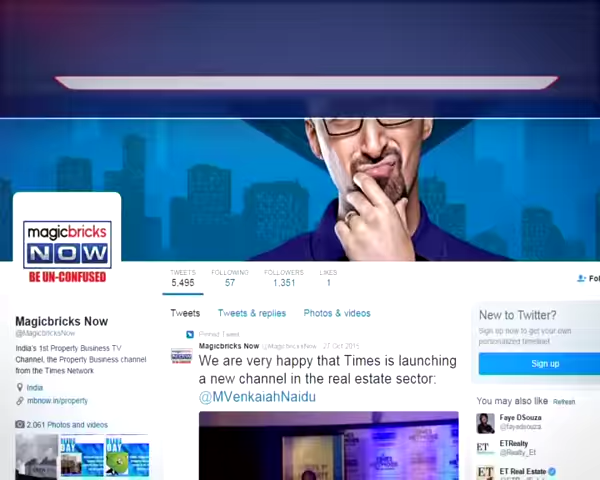 magicbricks
NOW
BE UN-CONFUSED
TWEETS
5,495
FOLLOWING
57
FOLLOWERS
1,351
LIKES
1
Tweets
Tweets & replies
Photos & videos
Magicbricks Now
@MagicbricksNow
India's 1st Property Business TV
Channel, the Property Business channel
from the Times Network
India
mbnow.in/property
2,061 Photos and videos
Pinned Tweet
Magicbricks Now @MagicbricksNow 27 Oct 2015
We are very happy that Times is launching
a new channel in the real estate sector:
@MVenkaiahNaidu
New to Twitter?
Sign up now to get your own
personalized timeline!
Sign up
You may also like Refresh
Faye DSouza
@fayedsouza
ET
ETRealty
@Realty_Et
ET
ET Real Estate